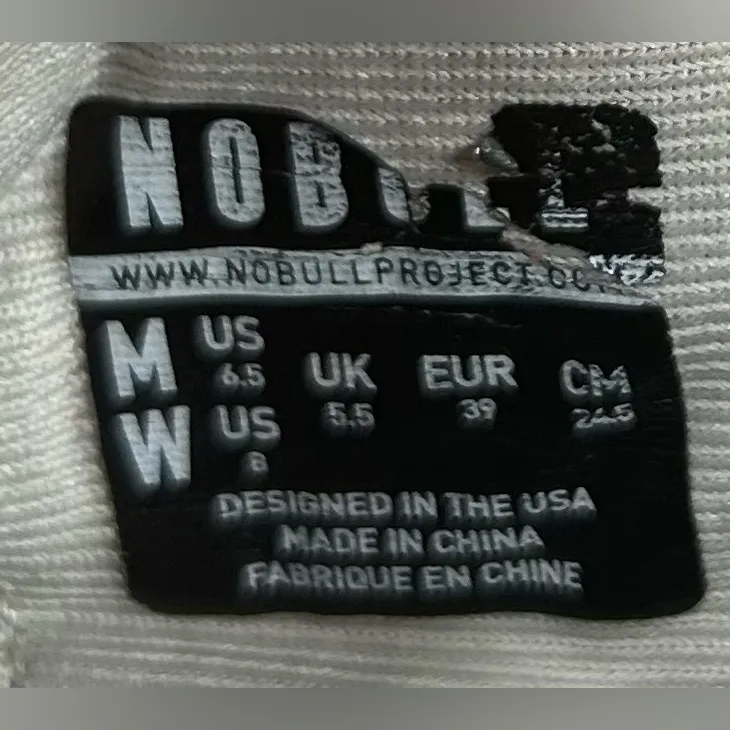 NOBULL
WWW.NOBULLPROJECT.CO
M US 6.5 UK 5.5 EUR 39 CM 24.5
W US 8
DESIGNED IN THE USA
MADE IN CHINA
FABRIQUE EN CHINE